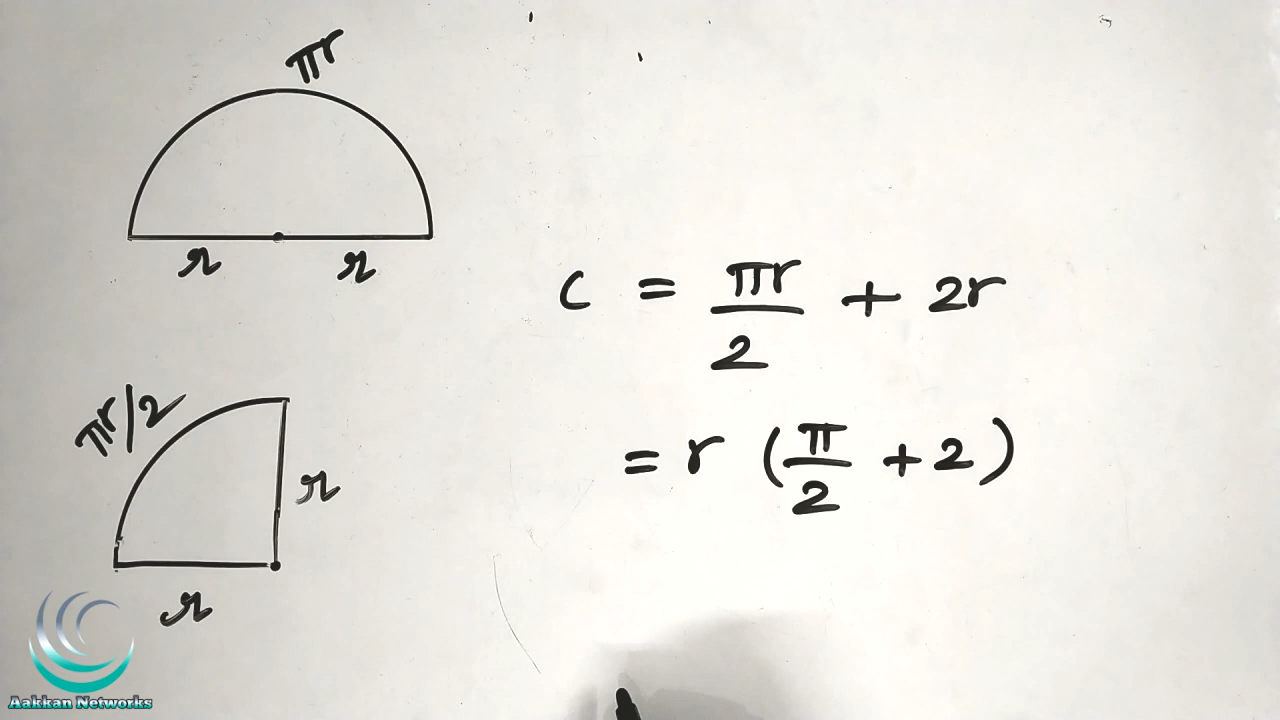 πr
r r
C = πr/2 + 2r
πr/2
r
= r (π/2 + 2)
r
Aakkan Networks